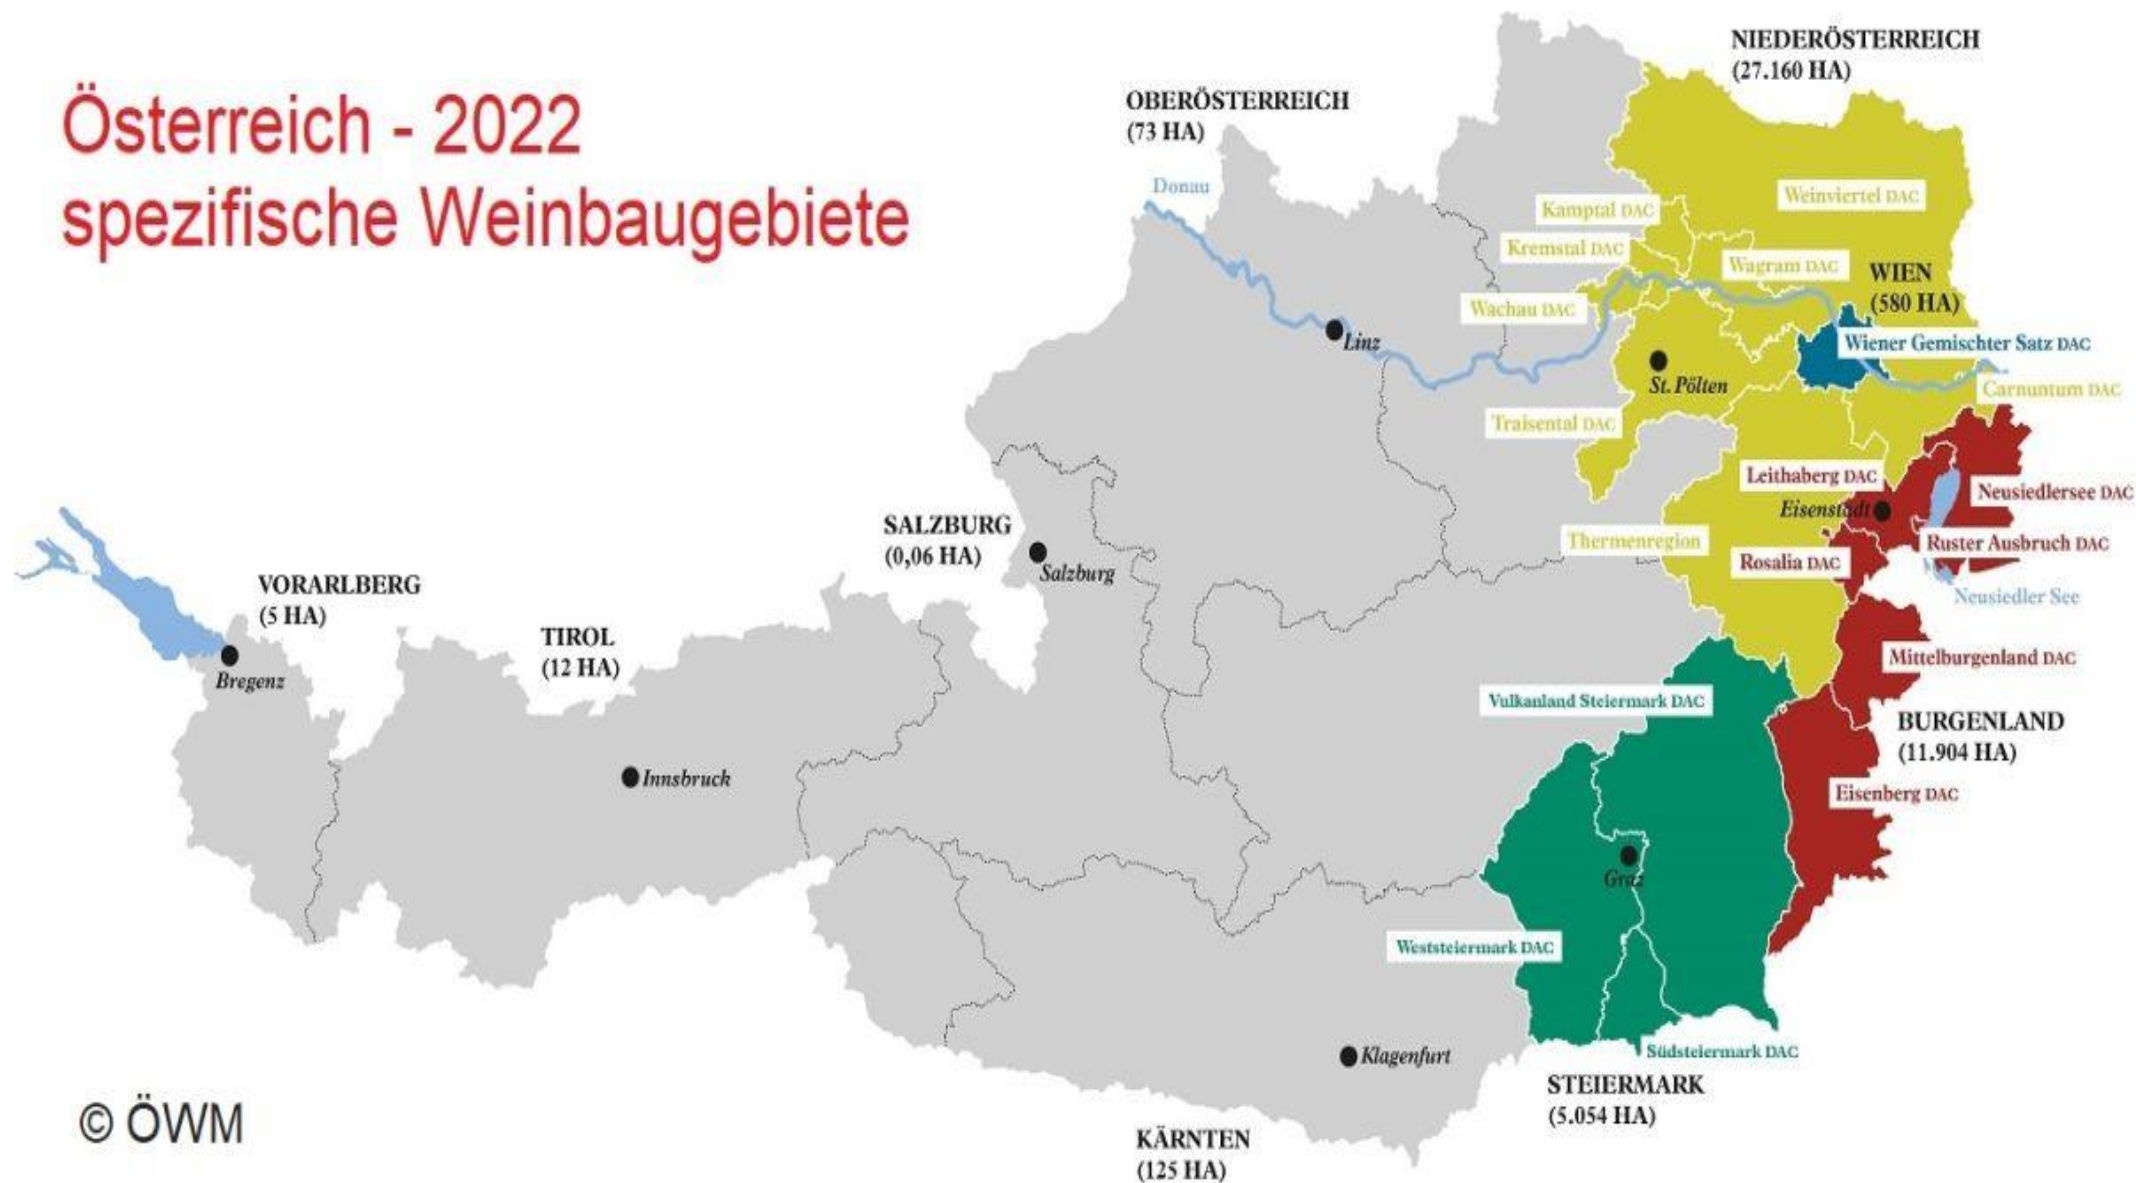 Österreich - 2022
spezifische Weinbaugebiete
NIEDERÖSTERREICH
(27.160 HA)
OBERÖSTERREICH
(73 HA)
Donau
Weinviertel DAC
Kamptal DAC
Kremstal DAC
Wagram DAC
WIEN
(580 HA)
Wachau DAC
Linz
Wiener Gemischter Satz DAC
St. Pölten
Carnuntum DAC
Traisental DAC
Leithaberg DAC
Neusiedlersee DAC
Eisenstadt
SALZBURG
(0,06 HA)
Salzburg
Thermenregion
Ruster Ausbruch DAC
Rosalia DAC
Neusiedler See
VORARLBERG
(5 HA)
Bregenz
TIROL
(12 HA)
Innsbruck
Mittelburgenland DAC
Vulkanland Steiermark DAC
BURGENLAND
(11.904 HA)
Eisenberg DAC
Graz
Weststeiermark DAC
Südsteiermark DAC
Klagenfurt
STEIERMARK
(5.054 HA)
KÄRNTEN
(125 HA)
© ÖWM